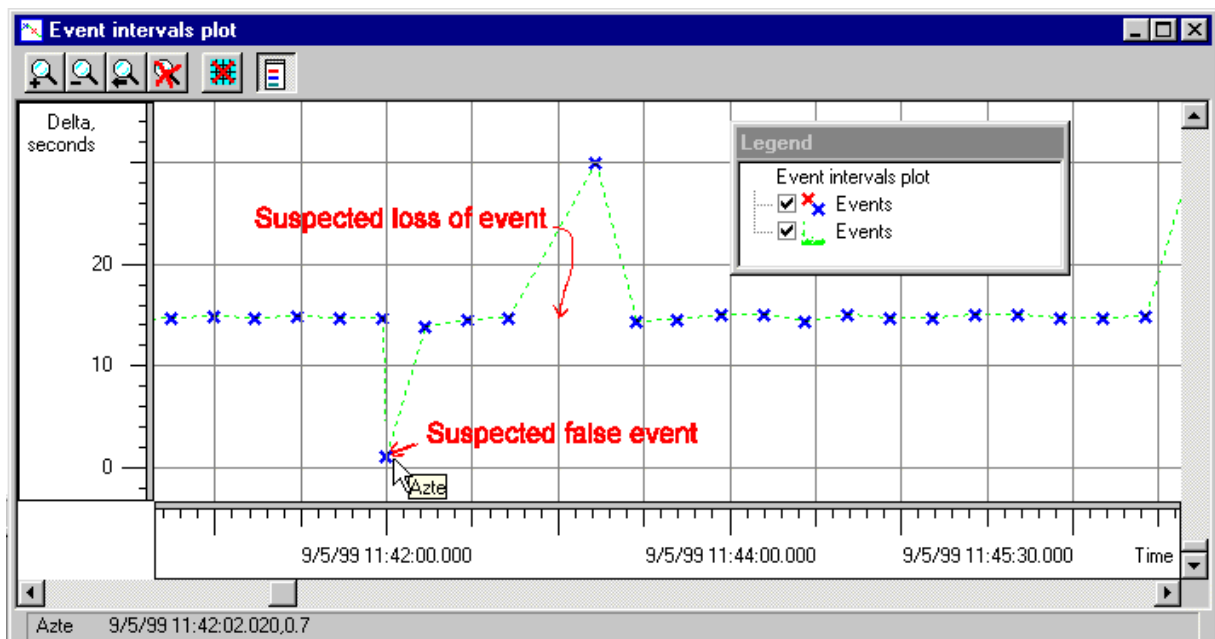 Event intervals plot
Delta,
seconds
20
10
0
Legend
Event intervals plot
Events
Events
Suspected loss of event
Suspected false event
Azte
9/5/99 11:42:00.000
9/5/99 11:44:00.000
9/5/99 11:45:30.000
Time
Azte 9/5/99 11:42:02.020,0.7